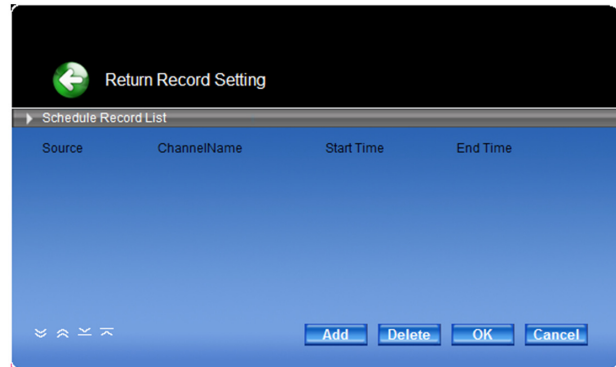 Return Record Setting
Schedule Record List
Source ChannelName Start Time End Time
Add Delete OK Cancel